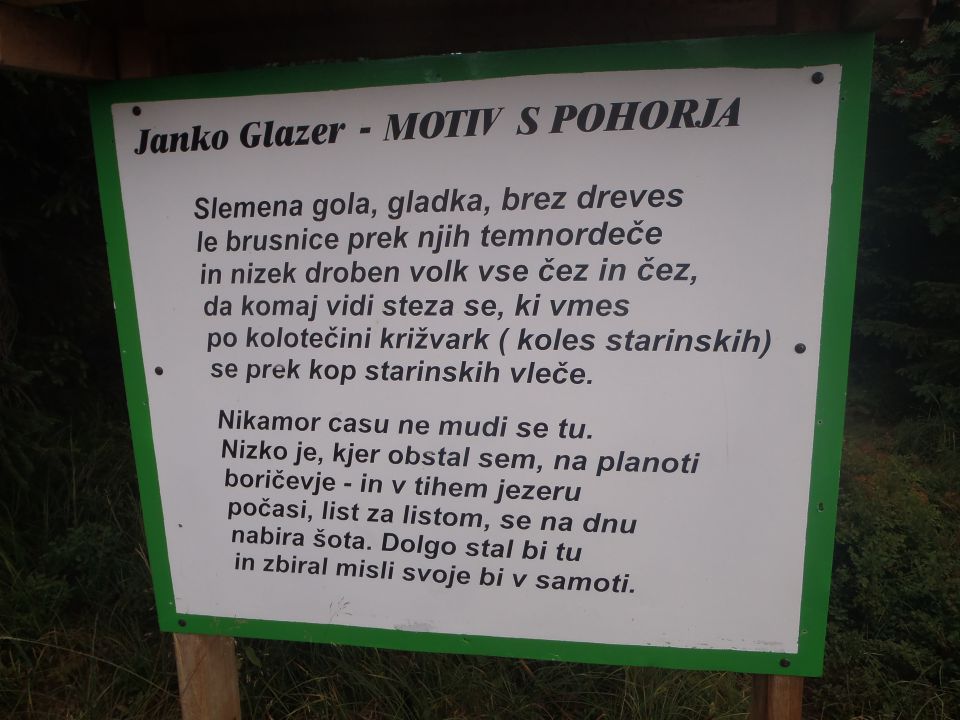 Janko Glazer - MOTIV S POHORJA
Slemena gola, gladka, brez dreves
le brusnice prek njih temnordeče
in nizek droben volk vse čez in čez,
da komaj vidi steza se, ki vmes
po kolotečini križvark ( koles starinskih)
se prek kop starinskih vleče.
Nikamor casu ne mudi se tu.
Nizko je, kjer obstal sem, na planoti
boričevje - in v tihem jezeru
počasi, list za listom, se na dnu
nabira šota. Dolgo stal bi tu
in zbiral misli svoje bi v samoti.